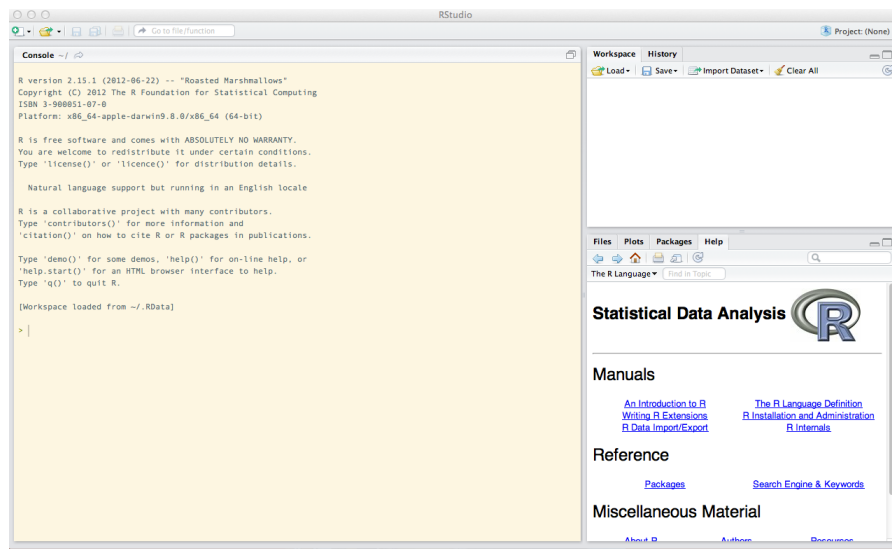 RStudio
Go to file/function
Project: (None)
Console ~/
R version 2.15.1 (2012-06-22) -- "Roasted Marshmallows"
Copyright (C) 2012 The R Foundation for Statistical Computing
ISBN 3-900051-07-0
Platform: x86_64-apple-darwin9.8.0/x86_64 (64-bit)
R is free software and comes with ABSOLUTELY NO WARRANTY.
You are welcome to redistribute it under certain conditions.
Type 'license()' or 'licence()' for distribution details.
Natural language support but running in an English locale
R is a collaborative project with many contributors.
Type 'contributors()' for more information and
'citation()' on how to cite R or R packages in publications.
Type 'demo()' for some demos, 'help()' for on-line help, or
'help.start()' for an HTML browser interface to help.
Type 'q()' to quit R.
[Workspace loaded from ~/.RData]
>
Workspace History
Load Save Import Dataset Clear All
Files Plots Packages Help
The R Language Find in Topic
Statistical Data Analysis R
Manuals
An Introduction to R The R Language Definition
Writing R Extensions R Installation and Administration
R Data Import/Export R Internals
Reference
Packages Search Engine & Keywords
Miscellaneous Material
About R Authors Resources